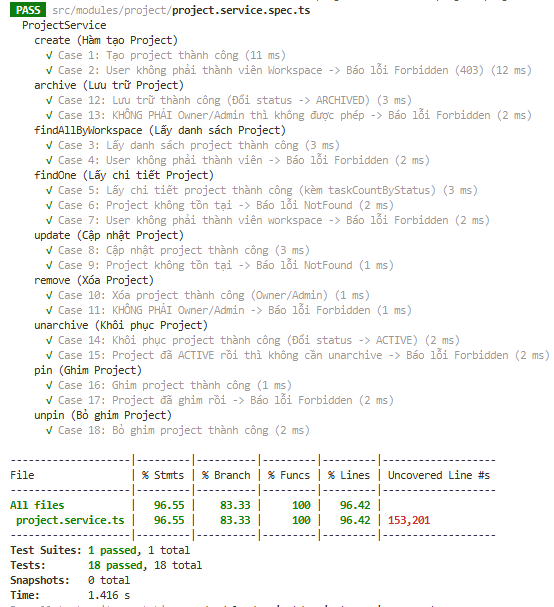 PASS src/modules/project/project.service.spec.ts
ProjectService
create (Hàm tạo Project)
√ Case 1: Tạo project thành công (11 ms)
√ Case 2: User không phải thành viên Workspace -> Báo lỗi Forbidden (403) (12 ms)
archive (Lưu trữ Project)
√ Case 12: Lưu trữ thành công (Đổi status -> ARCHIVED) (3 ms)
√ Case 13: KHÔNG PHẢI Owner/Admin thì không được phép -> Báo lỗi Forbidden (2 ms)
findAllByWorkspace (Lấy danh sách Project)
√ Case 3: Lấy danh sách project thành công (3 ms)
√ Case 4: User không phải thành viên -> Báo lỗi Forbidden (2 ms)
findOne (Lấy chi tiết Project)
√ Case 5: Lấy chi tiết project thành công (kèm taskCountByStatus) (3 ms)
√ Case 6: Project không tồn tại -> Báo lỗi NotFound (2 ms)
√ Case 7: User không phải thành viên workspace -> Báo lỗi Forbidden (2 ms)
update (Cập nhật Project)
√ Case 8: Cập nhật project thành công (3 ms)
√ Case 9: Project không tồn tại -> Báo lỗi NotFound (1 ms)
remove (Xóa Project)
√ Case 10: Xóa project thành công (Owner/Admin) (1 ms)
√ Case 11: KHÔNG PHẢI Owner/Admin -> Báo lỗi Forbidden (1 ms)
unarchive (Khôi phục Project)
√ Case 14: Khôi phục project thành công (Đổi status -> ACTIVE) (2 ms)
√ Case 15: Project đã ACTIVE rồi thì không cần unarchive -> Báo lỗi Forbidden (2 ms)
pin (Ghim Project)
√ Case 16: Ghim project thành công (1 ms)
√ Case 17: Project đã ghim rồi -> Báo lỗi Forbidden (2 ms)
unpin (Bỏ ghim Project)
√ Case 18: Bỏ ghim project thành công (2 ms)
-------------------|---------|----------|---------|---------|-------------------
File | % Stmts | % Branch | % Funcs | % Lines | Uncovered Line #s
-------------------|---------|----------|---------|---------|-------------------
All files | 96.55 | 83.33 | 100 | 96.42 |
project.service.ts | 96.55 | 83.33 | 100 | 96.42 | 153,201
-------------------|---------|----------|---------|---------|-------------------
Test Suites: 1 passed, 1 total
Tests: 18 passed, 18 total
Snapshots: 0 total
Time: 1.416 s